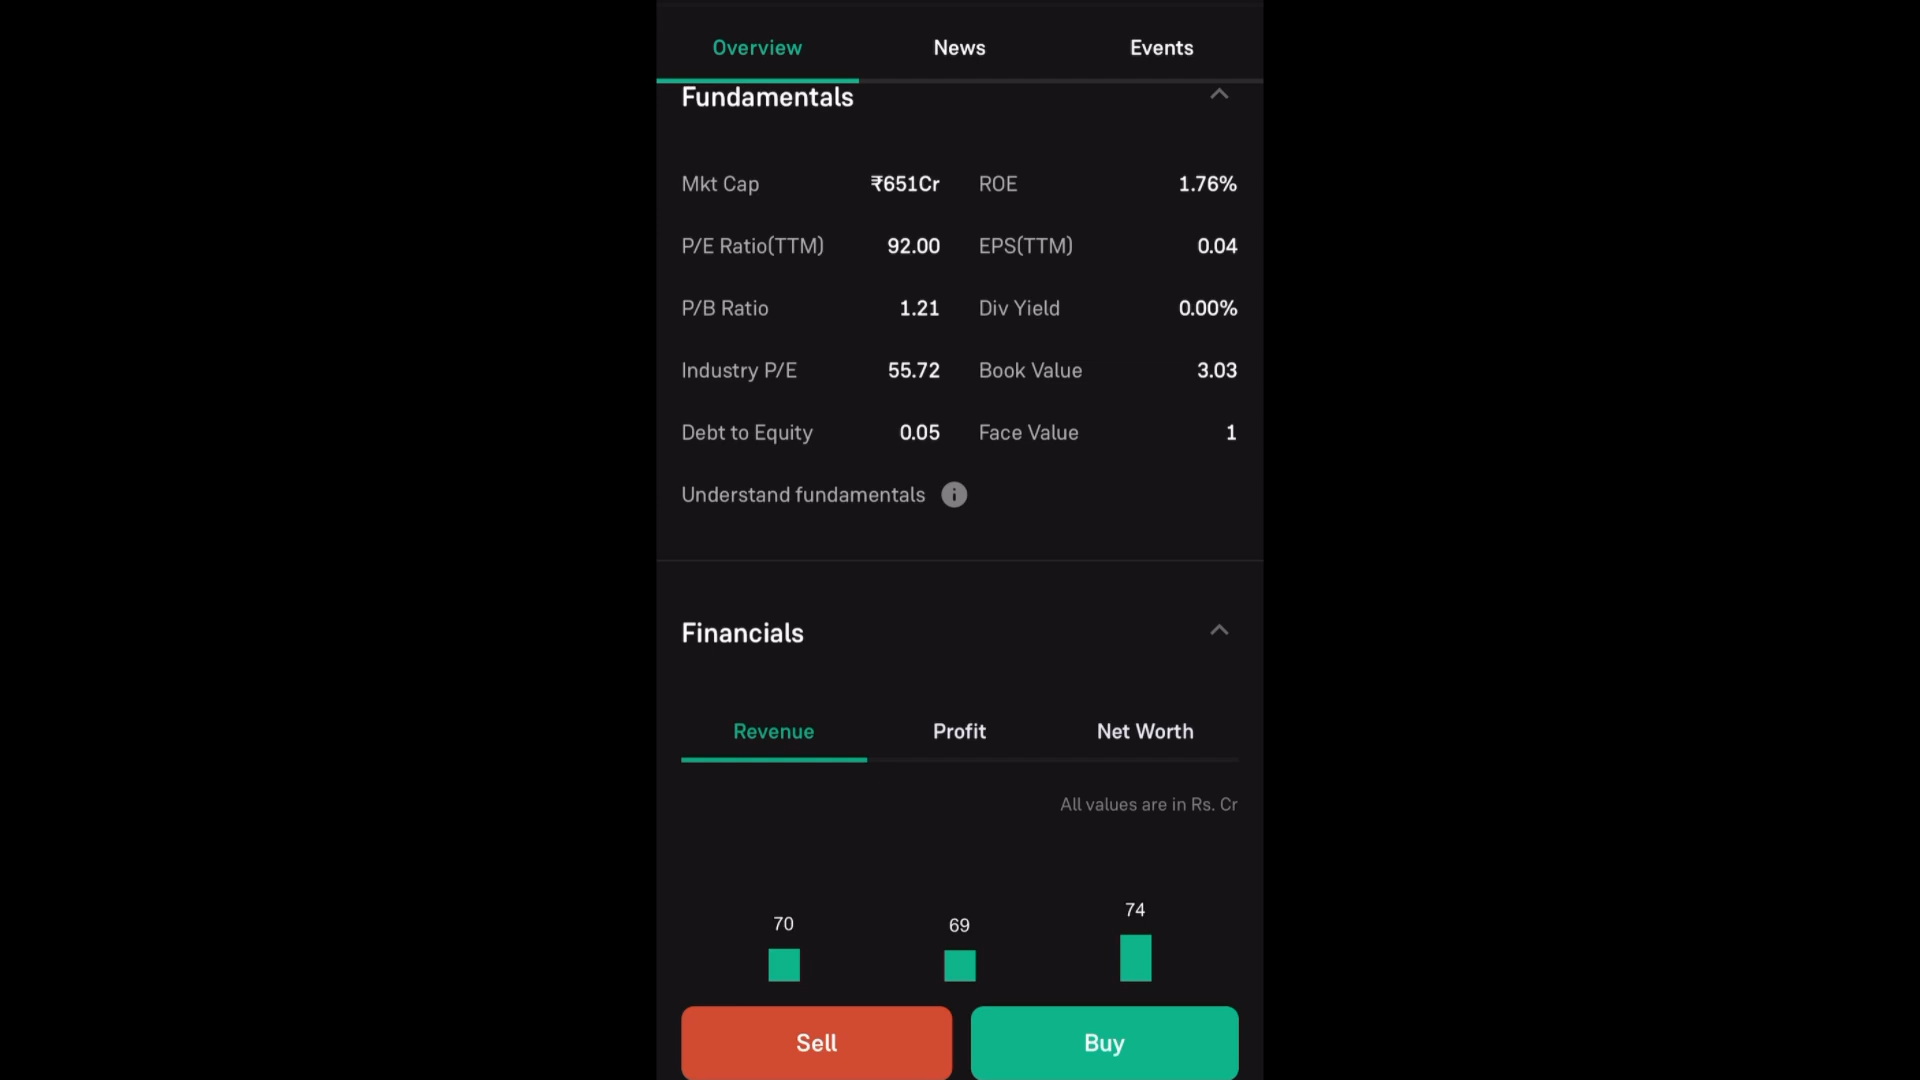 Overview News Events
Fundamentals
Mkt Cap ₹651Cr ROE 1.76%
P/E Ratio(TTM) 92.00 EPS(TTM) 0.04
P/B Ratio 1.21 Div Yield 0.00%
Industry P/E 55.72 Book Value 3.03
Debt to Equity 0.05 Face Value 1
Understand fundamentals i
Financials
Revenue Profit Net Worth
All values are in Rs. Cr
70 69 74
Sell Buy